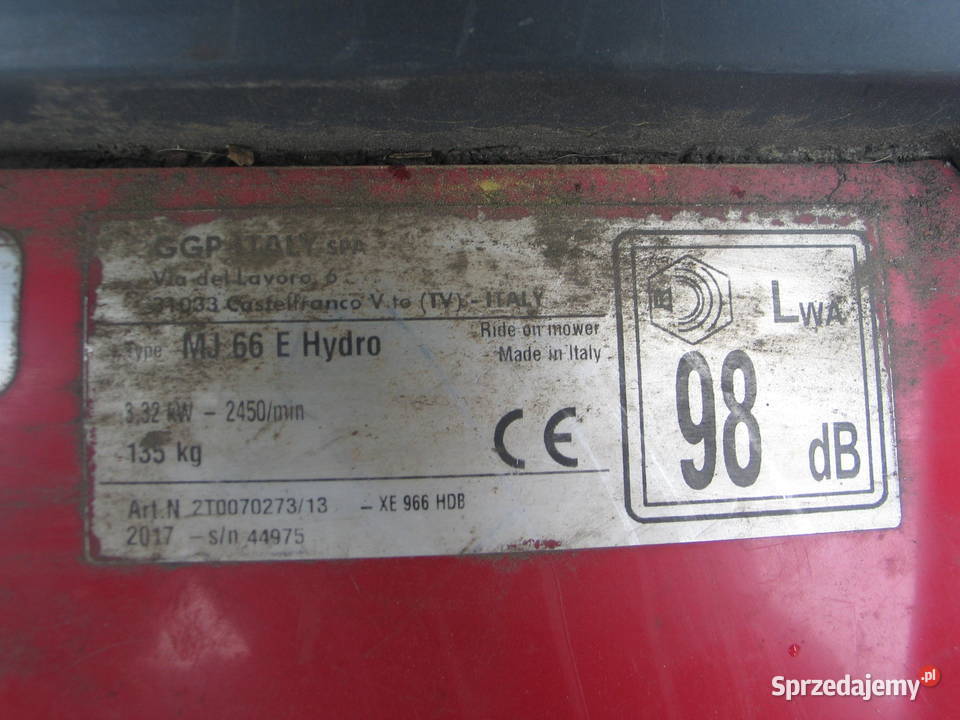 GGP ITALY SPA
Via del Lavoro, 6
31033 Castelfranco V.to (TV) - ITALY
Type MJ 66 E Hydro
Ride on mower
Made in Italy
3.32 kW - 2450/min
135 kg
CE
Art.N 2T0070273/13 - XE 966 HDB
2017 - s/n 44975
LWA
98
dB
Sprzedajemy.pl